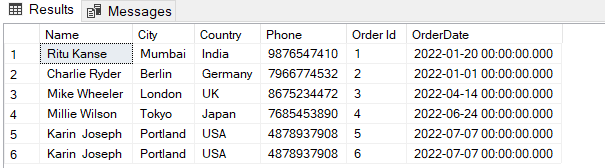 Results Messages
Name City Country Phone Order Id OrderDate
1 Ritu Kanse Mumbai India 9876547410 1 2022-01-20 00:00:00.000
2 Charlie Ryder Berlin Germany 7966774532 2 2022-01-01 00:00:00.000
3 Mike Wheeler London UK 8675234472 3 2022-04-14 00:00:00.000
4 Millie Wilson Tokyo Japan 7685453890 4 2022-06-24 00:00:00.000
5 Karin Joseph Portland USA 4878937908 5 2022-07-07 00:00:00.000
6 Karin Joseph Portland USA 4878937908 6 2022-07-07 00:00:00.000